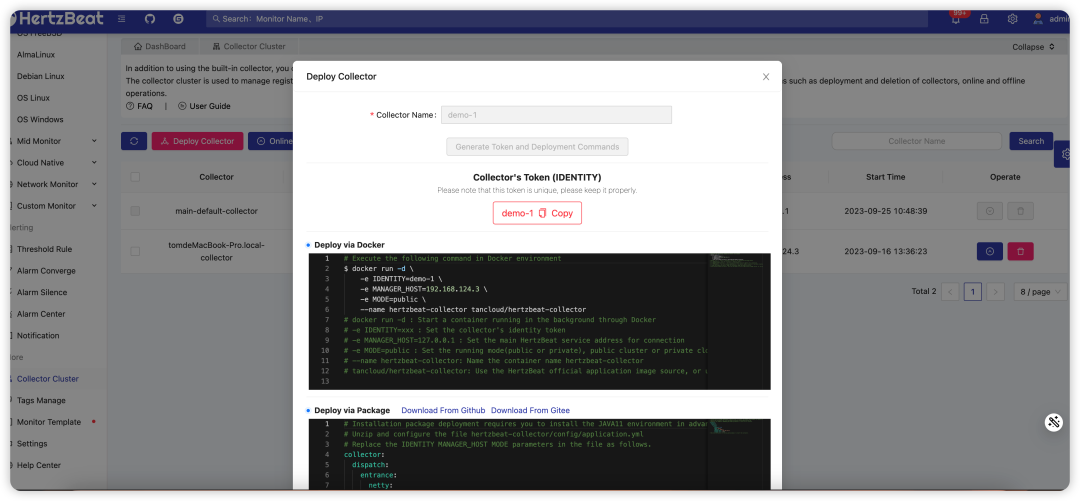 HertzBeat
Search: Monitor Name、IP
99+
admin
OS FreeBSD
AlmaLinux
Debian Linux
OS Linux
OS Windows
Mid Monitor
Cloud Native
Network Monitor
Custom Monitor
Alerting
Threshold Rule
Alarm Converge
Alarm Silence
Alarm Center
Notification
More
Collector Cluster
Tags Manage
Monitor Template
Settings
Help Center
DashBoard
Collector Cluster
Collapse
In addition to using the built-in collector, you
The collector cluster is used to manage regist
s such as deployment and deletion of collectors, online and offline
operations.
FAQ | User Guide
Deploy Collector
Online
Collector Name
Search
Collector
ss
Start Time
Operate
main-default-collector
.1
2023-09-25 10:48:39
tomdeMacBook-Pro.local-
collector
24.3
2023-09-16 13:36:23
Total 2
1
8 / page
Deploy Collector
* Collector Name:
demo-1
Generate Token and Deployment Commands
Collector's Token (IDENTITY)
Please note that this token is unique, please keep it properly.
demo-1 Copy
Deploy via Docker
1 # Execute the following command in Docker environment
2 $ docker run -d \
3 -e IDENTITY=demo-1 \
4 -e MANAGER_HOST=192.168.124.3 \
5 -e MODE=public \
6 --name hertzbeat-collector tancloud/hertzbeat-collector
7 # docker run -d : Start a container running in the background through Docker
8 # -e IDENTITY=xxx : Set the collector's identity token
9 # -e MANAGER_HOST=127.0.0.1 : Set the main HertzBeat service address for connection
10 # -e MODE=public : Set the running mode(public or private), public cluster or private clo
11 # --name hertzbeat-collector: Name the container name hertzbeat-collector
12 # tancloud/hertzbeat-collector: Use the HertzBeat official application image source, or u
13
Deploy via Package Download From Github Download From Gitee
1 # Installation package deployment requires you to install the JAVA11 environment in advan
2 # Unzip and configure the file hertzbeat-collector/config/application.yml
3 # Replace the IDENTITY MANAGER_HOST MODE parameters in the file as follows.
4 collector:
5 dispatch:
6 entrance:
7 netty: